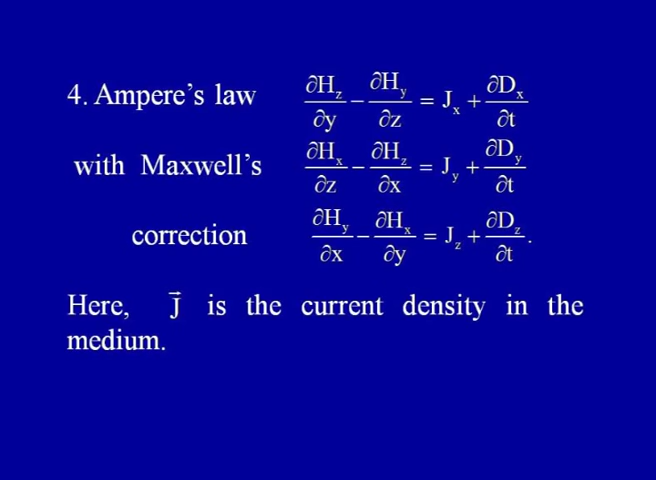 4. Ampere's law ∂H_z/∂y − ∂H_y/∂z = J_x + ∂D_x/∂t
with Maxwell's ∂H_x/∂z − ∂H_z/∂x = J_y + ∂D_y/∂t
correction ∂H_y/∂x − ∂H_x/∂y = J_z + ∂D_z/∂t.
Here, J⃗ is the current density in the
medium.